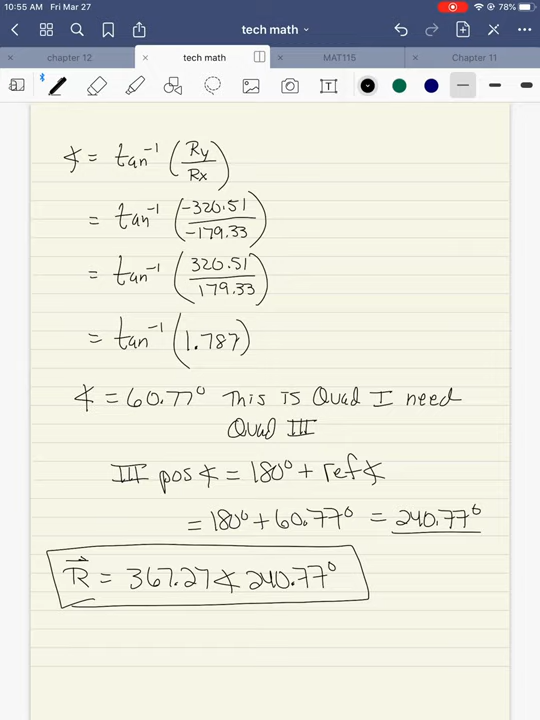 10:55 AM Fri Mar 27 78%
tech math
chapter 12 tech math MAT115 Chapter 11
∡ = tan⁻¹ (Ry/Rx)
= tan⁻¹ (-320.51/-179.33)
= tan⁻¹ (320.51/179.33)
= tan⁻¹ (1.787)
∡ = 60.77° This IS Quad I need
Quad III
III pos ∡ = 180° + ref ∡
= 180° + 60.77° = 240.77°
R⃗ = 367.27 ∡ 240.77°